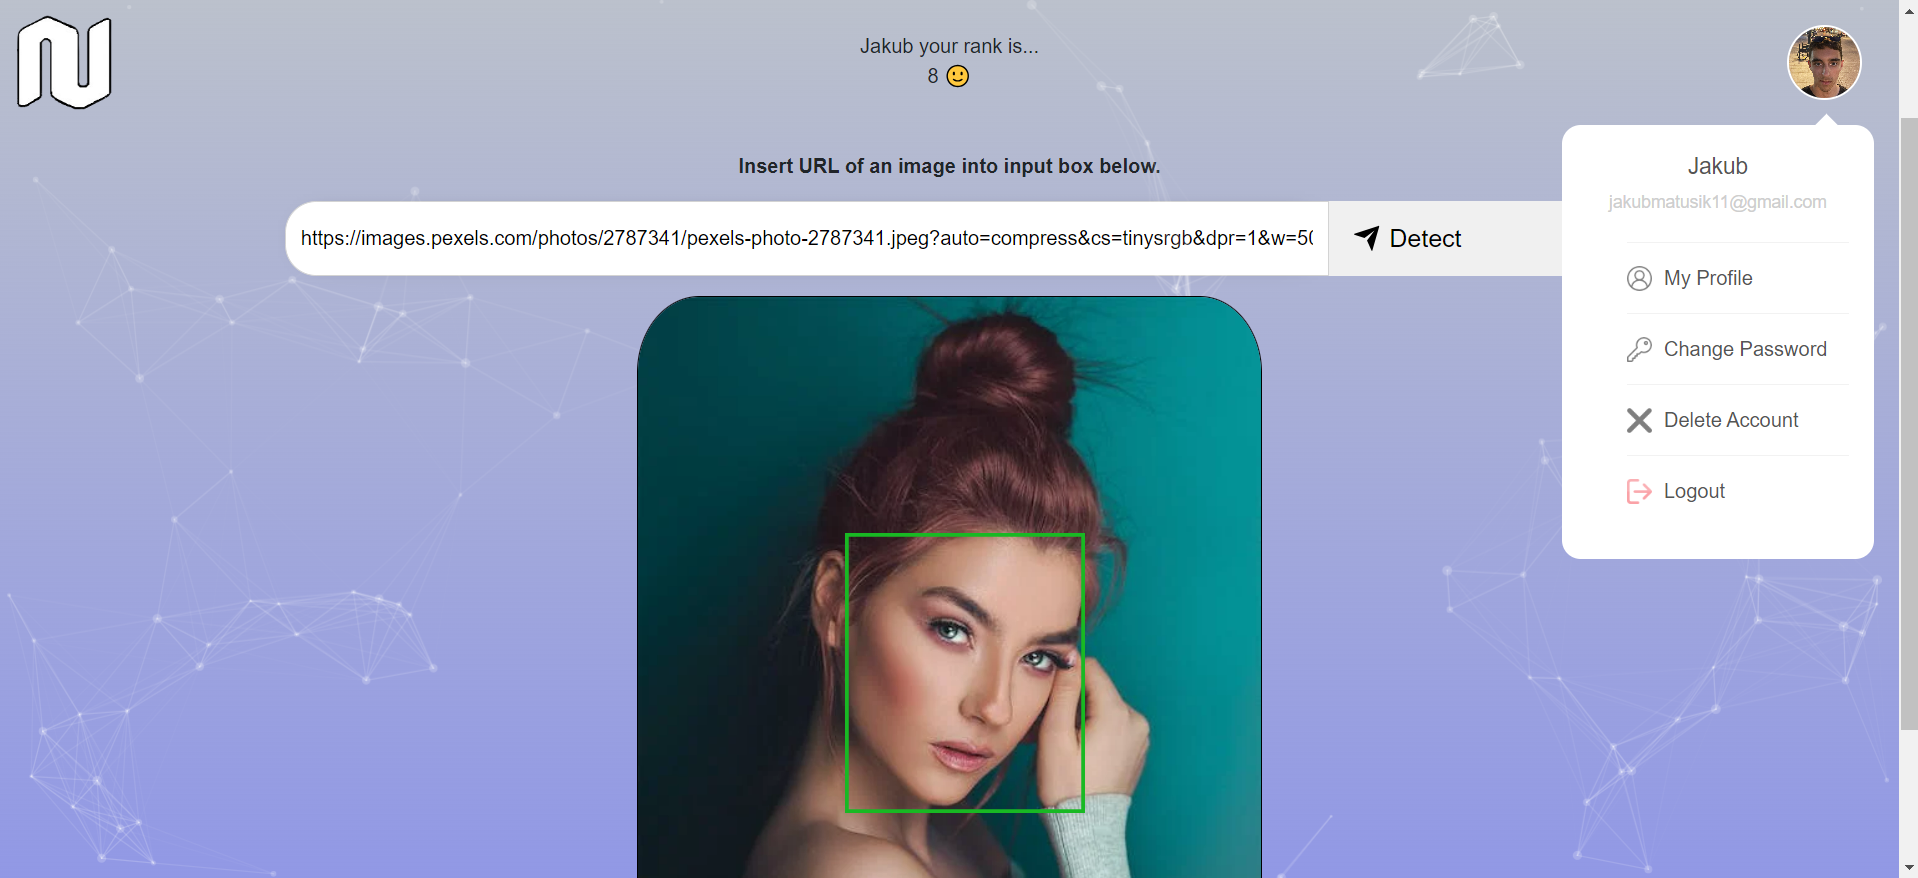 Jakub your rank is...
8 🙂
Insert URL of an image into input box below.
https://images.pexels.com/photos/2787341/pexels-photo-2787341.jpeg?auto=compress&cs=tinysrgb&dpr=1&w=50
Detect
Jakub
jakubmatusik11@gmail.com
My Profile
Change Password
Delete Account
Logout